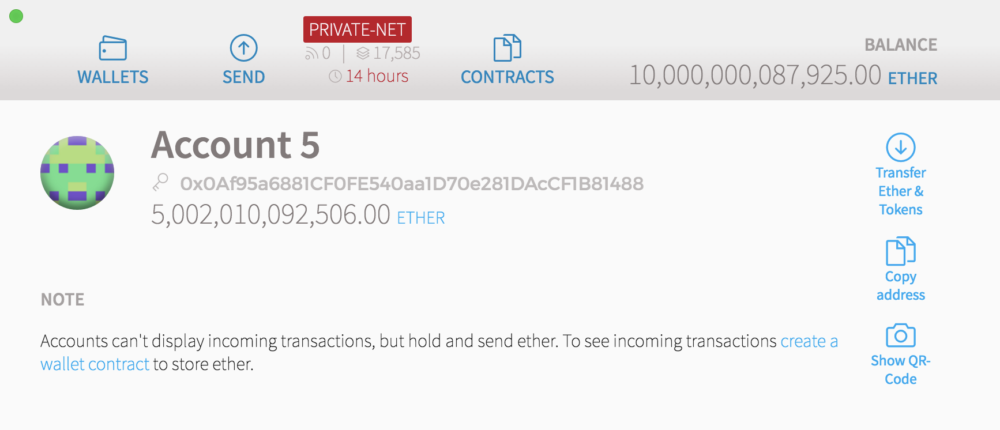 PRIVATE-NET
0 | 17,585
14 hours
WALLETS
SEND
CONTRACTS
BALANCE
10,000,000,087,925.00 ETHER
Account 5
0x0Af95a6881CF0FE540aa1D70e281DAcCF1B81488
5,002,010,092,506.00 ETHER
Transfer
Ether &
Tokens
Copy
address
Show QR-
Code
NOTE
Accounts can't display incoming transactions, but hold and send ether. To see incoming transactions create a
wallet contract to store ether.